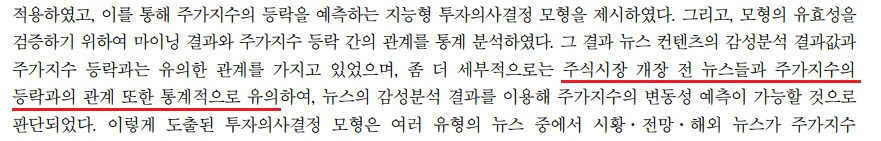 적용하였고, 이를 통해 주가지수의 등락을 예측하는 지능형 투자의사결정 모형을 제시하였다. 그리고, 모형의 유효성을
검증하기 위하여 마이닝 결과와 주가지수 등락 간의 관계를 통계 분석하였다. 그 결과 뉴스 컨텐츠의 감성분석 결과값과
주가지수 등락과는 유의한 관계를 가지고 있었으며, 좀 더 세부적으로는 주식시장 개장 전 뉴스들과 주가지수의
등락과의 관계 또한 통계적으로 유의하여, 뉴스의 감성분석 결과를 이용해 주가지수의 변동성 예측이 가능할 것으로
판단되었다. 이렇게 도출된 투자의사결정 모형은 여러 유형의 뉴스 중에서 시황·전망·해외 뉴스가 주가지수